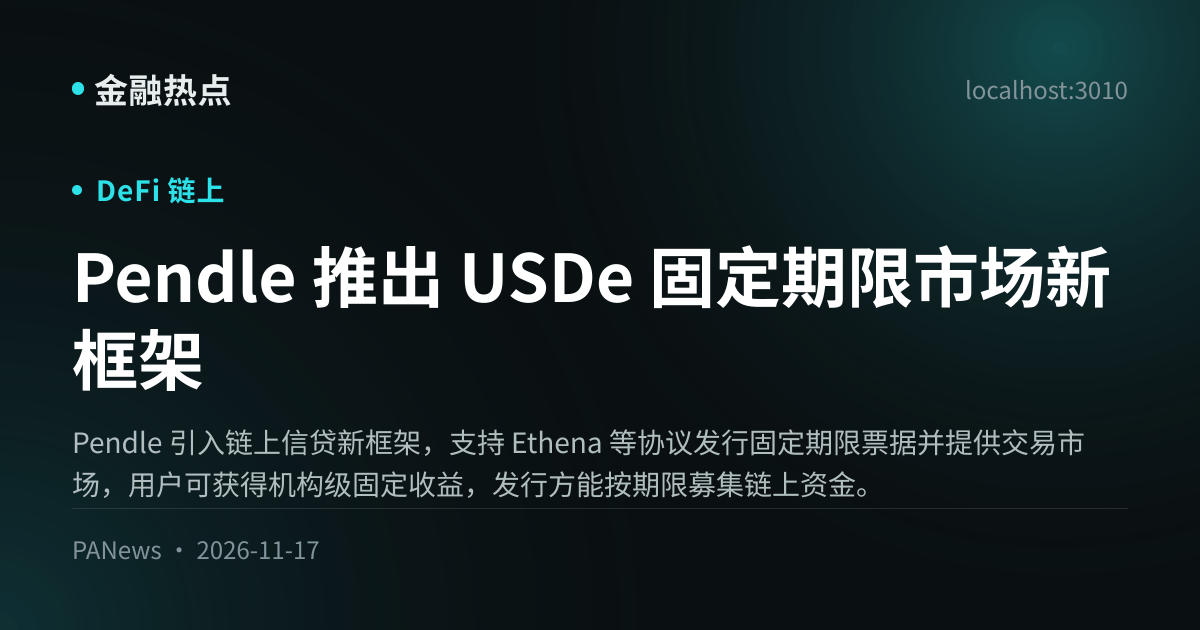 金融热点
localhost:3010
DeFi 链上
Pendle 推出 USDe 固定期限市场新
框架
Pendle 引入链上信贷新框架，支持 Ethena 等协议发行固定期限票据并提供交易市
场，用户可获得机构级固定收益，发行方能按期限募集链上资金。
PANews • 2026-11-17